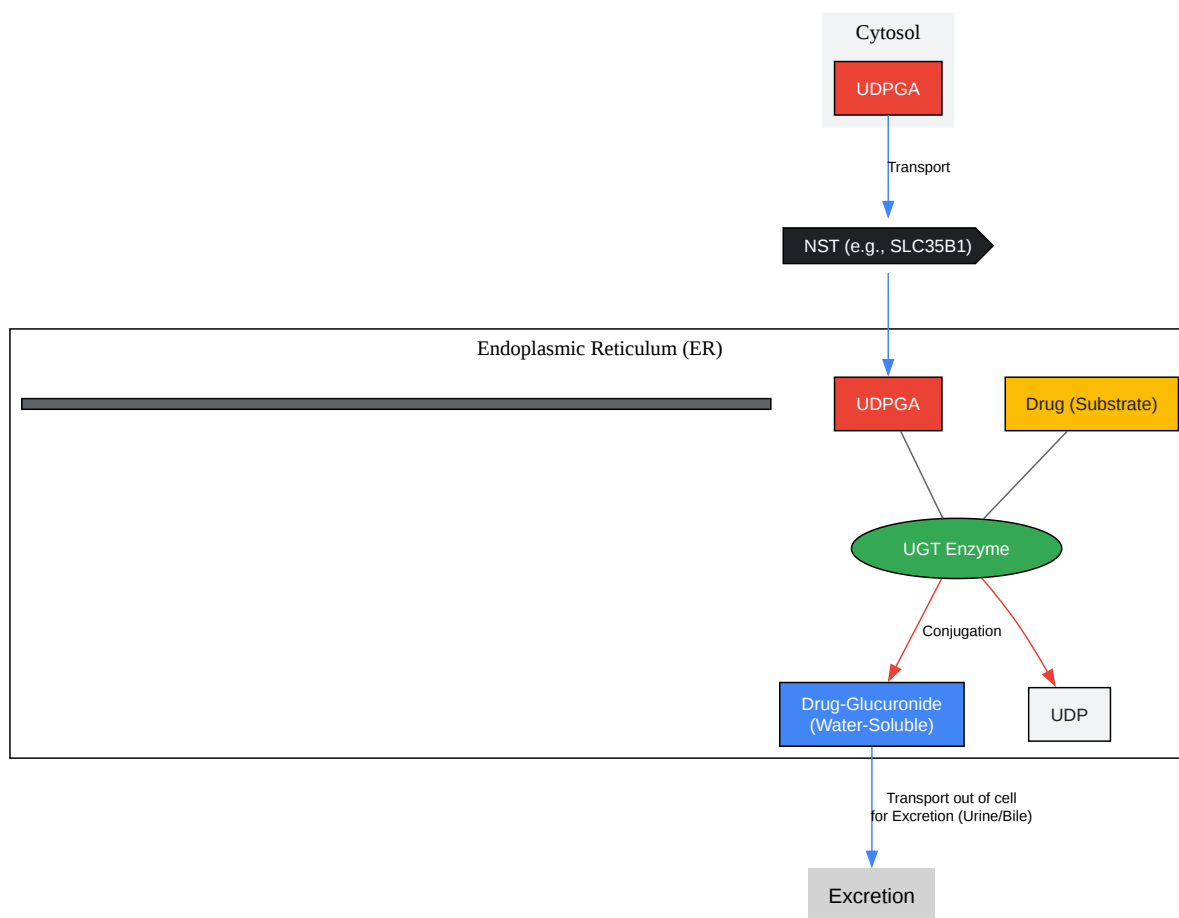 Cytosol
UDPGA
Transport
NST (e.g., SLC35B1)
Endoplasmic Reticulum (ER)
UDPGA
Drug (Substrate)
UGT Enzyme
Conjugation
Drug-Glucuronide
(Water-Soluble)
UDP
Transport out of cell
for Excretion (Urine/Bile)
Excretion